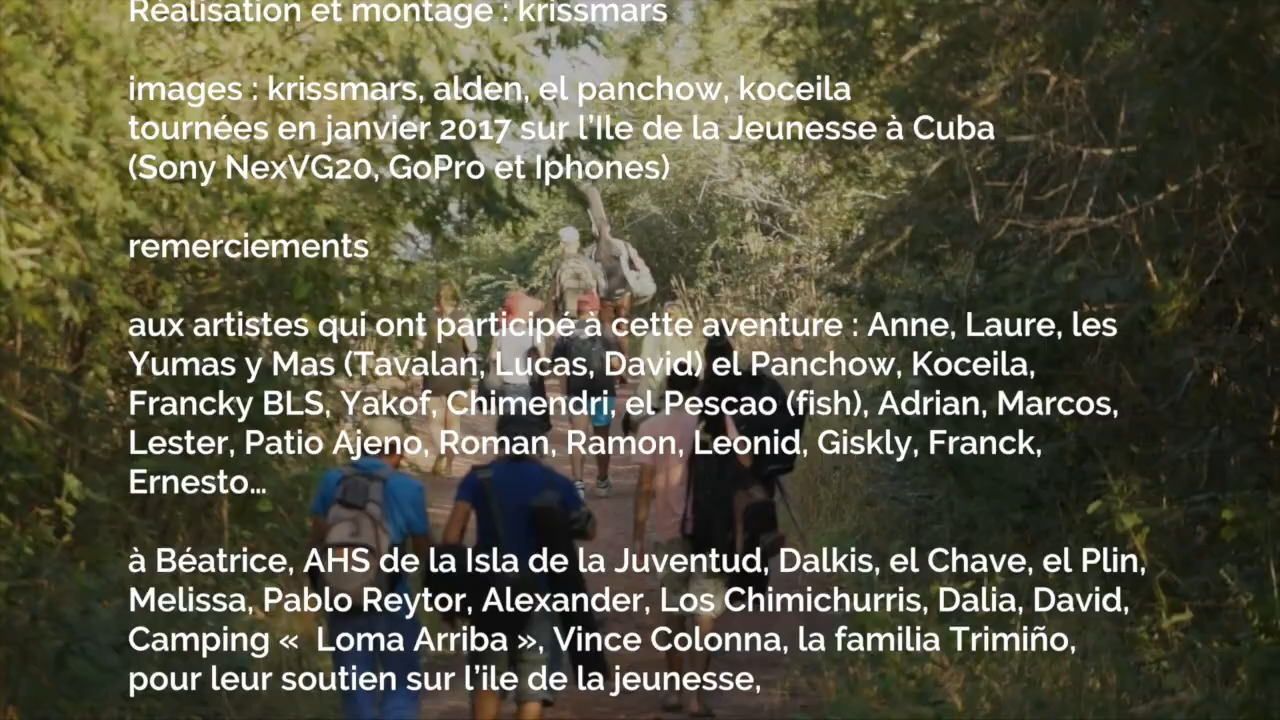 Réalisation et montage : krissmars
images : krissmars, alden, el panchow, koceila
tournées en janvier 2017 sur l'Ile de la Jeunesse à Cuba
(Sony NexVG20, GoPro et Iphones)
remerciements
aux artistes qui ont participé à cette aventure : Anne, Laure, les
Yumas y Mas (Tavalan, Lucas, David) el Panchow, Koceila,
Francky BLS, Yakof, Chimendri, el Pescao (fish), Adrian, Marcos,
Lester, Patio Ajeno, Roman, Ramon, Leonid, Giskly, Franck,
Ernesto…
à Béatrice, AHS de la Isla de la Juventud, Dalkis, el Chave, el Plin,
Melissa, Pablo Reytor, Alexander, Los Chimichurris, Dalia, David,
Camping «  Loma Arriba », Vince Colonna, la familia Trimiño,
pour leur soutien sur l'ile de la jeunesse,